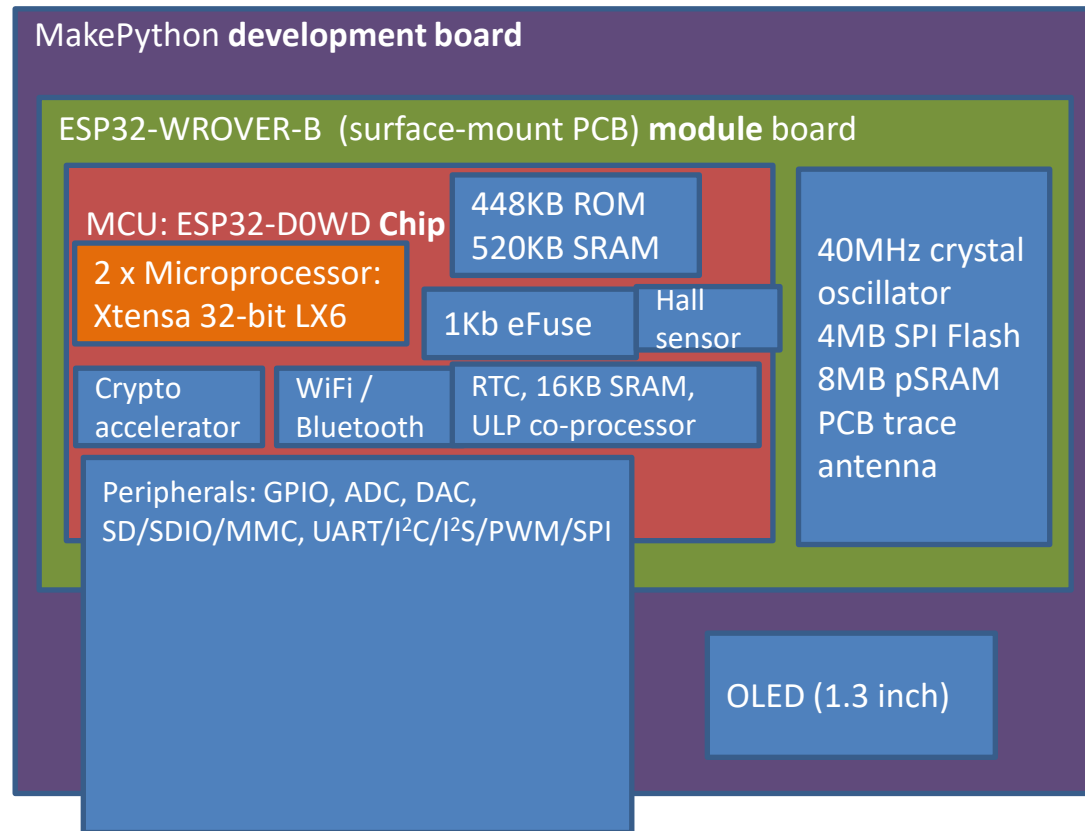 MakePython development board
ESP32-WROVER-B (surface-mount PCB) module board
MCU: ESP32-D0WD Chip
448KB ROM
520KB SRAM
2 x Microprocessor:
Xtensa 32-bit LX6
1Kb eFuse
Hall
sensor
Crypto
accelerator
WiFi /
Bluetooth
RTC, 16KB SRAM,
ULP co-processor
Peripherals: GPIO, ADC, DAC,
SD/SDIO/MMC, UART/I²C/I²S/PWM/SPI
40MHz crystal
oscillator
4MB SPI Flash
8MB pSRAM
PCB trace
antenna
OLED (1.3 inch)